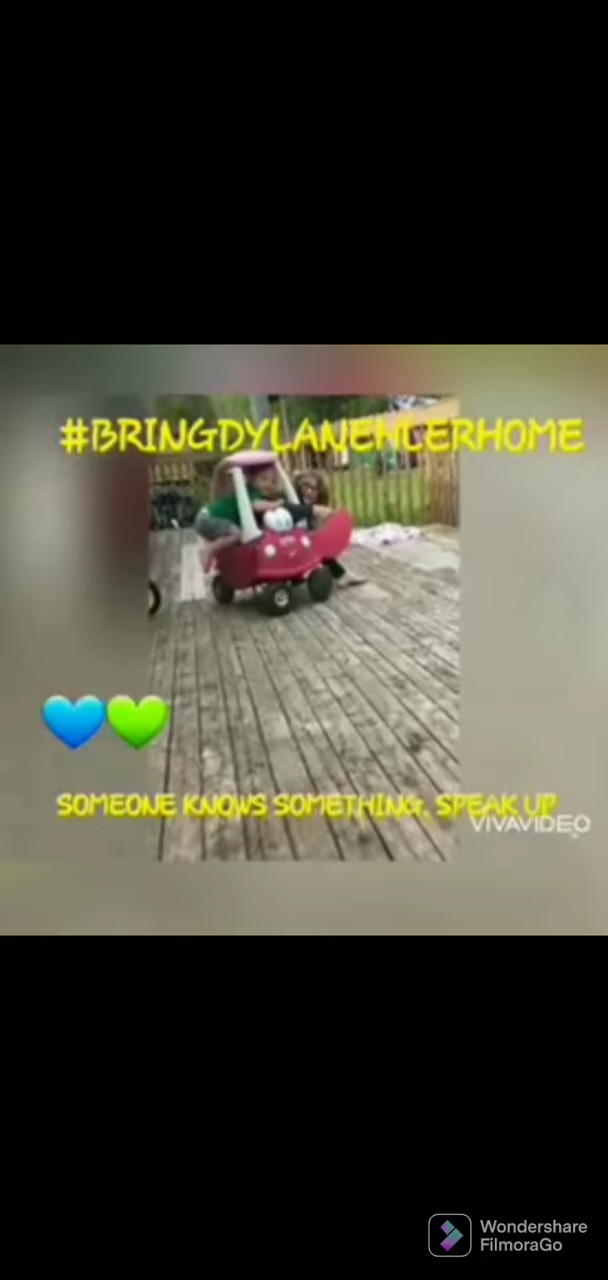 #BRINGDYLANEHLERHOME
SOMEONE KNOWS SOMETHING. SPEAK UP
VIVAVIDEO
Wondershare
FilmoraGo